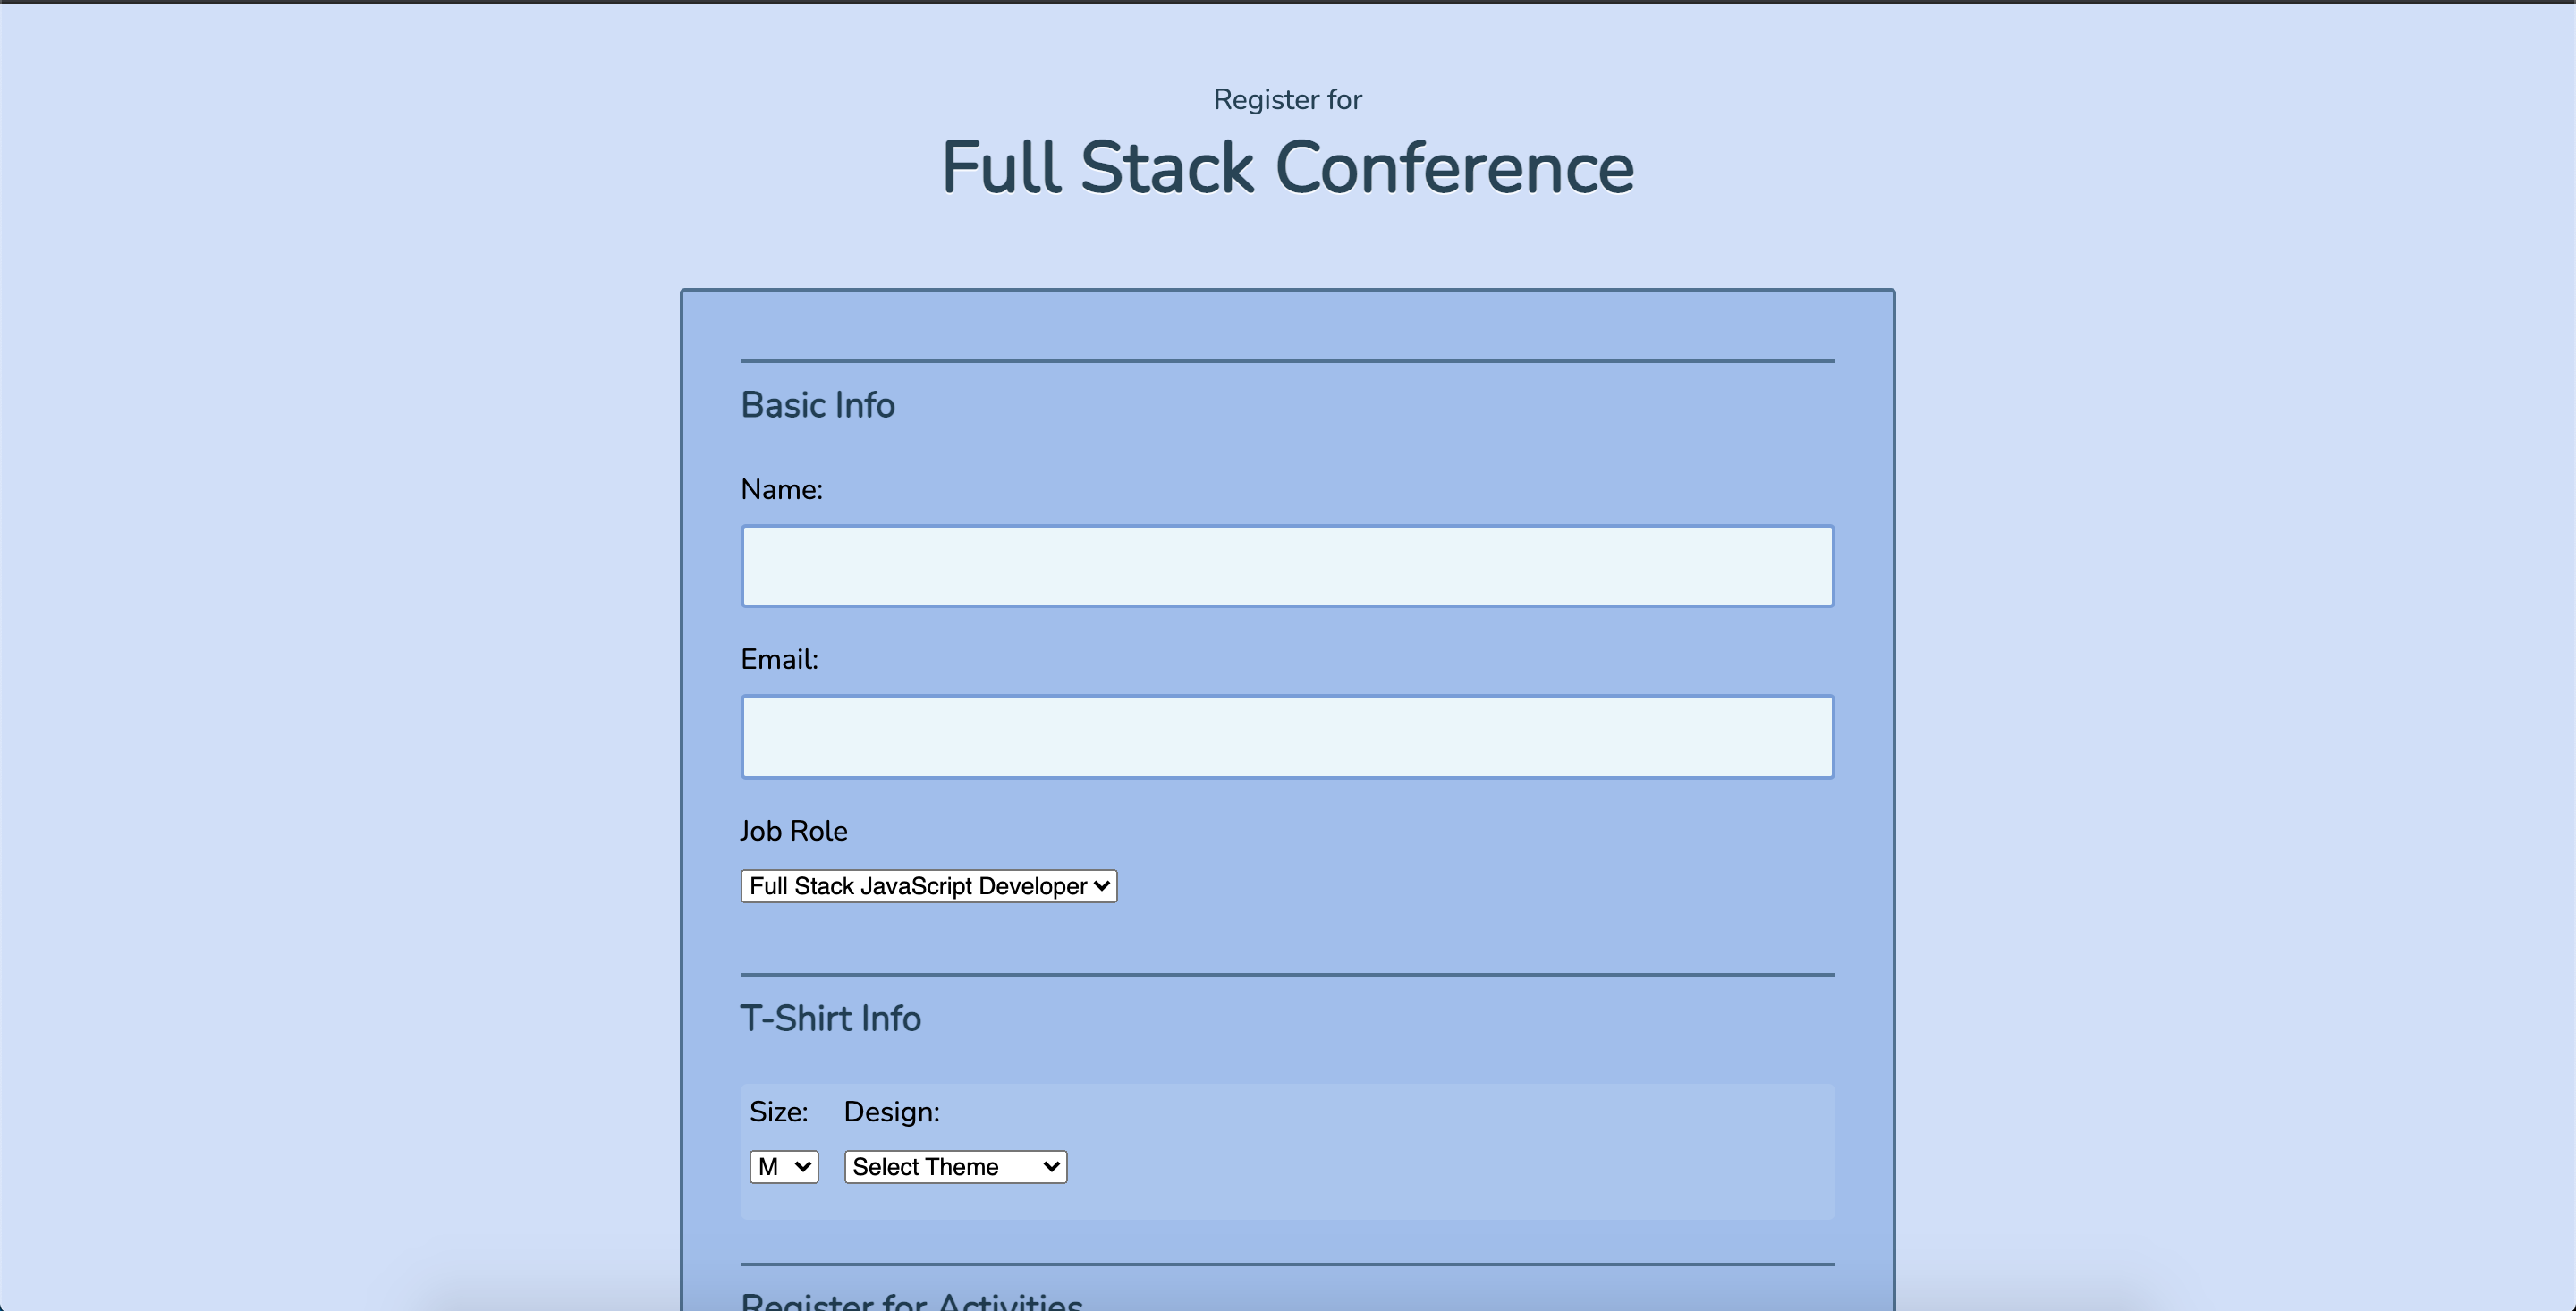 Register for
Full Stack Conference
Basic Info
Name:
Email:
Job Role
Full Stack JavaScript Developer
T-Shirt Info
Size: Design:
M Select Theme
Register for Activities